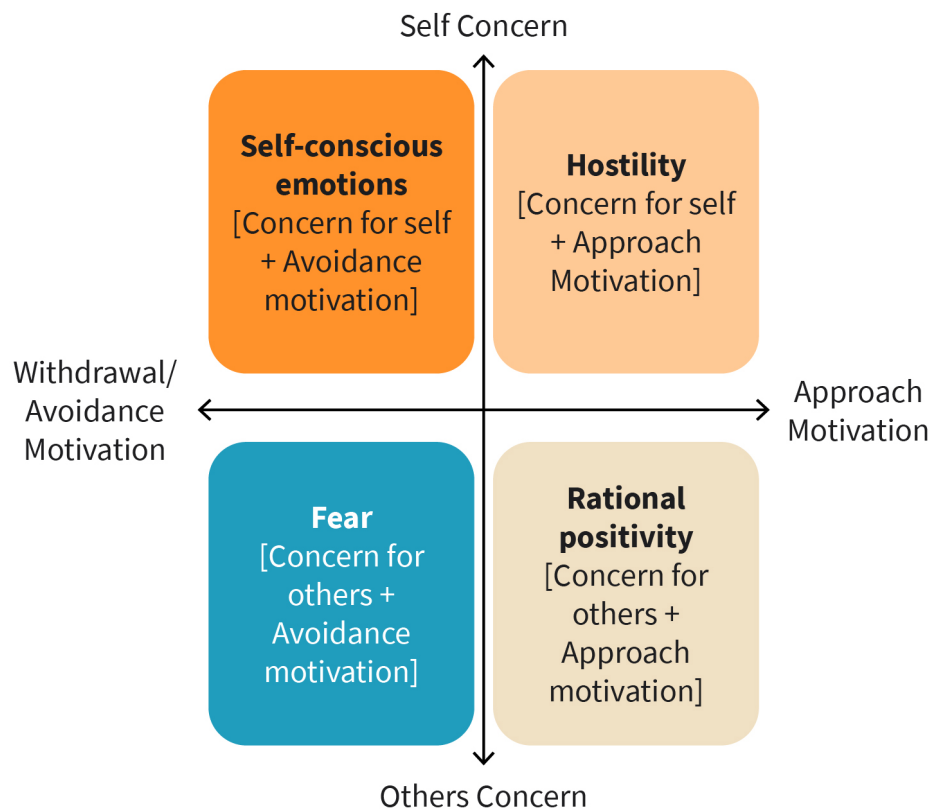 Self Concern
Self-conscious
emotions
[Concern for self
+ Avoidance
motivation]
Hostility
[Concern for self
+ Approach
Motivation]
Withdrawal/
Avoidance
Motivation
Approach
Motivation
Fear
[Concern for
others +
Avoidance
motivation]
Rational
positivity
[Concern for
others +
Approach
motivation]
Others Concern